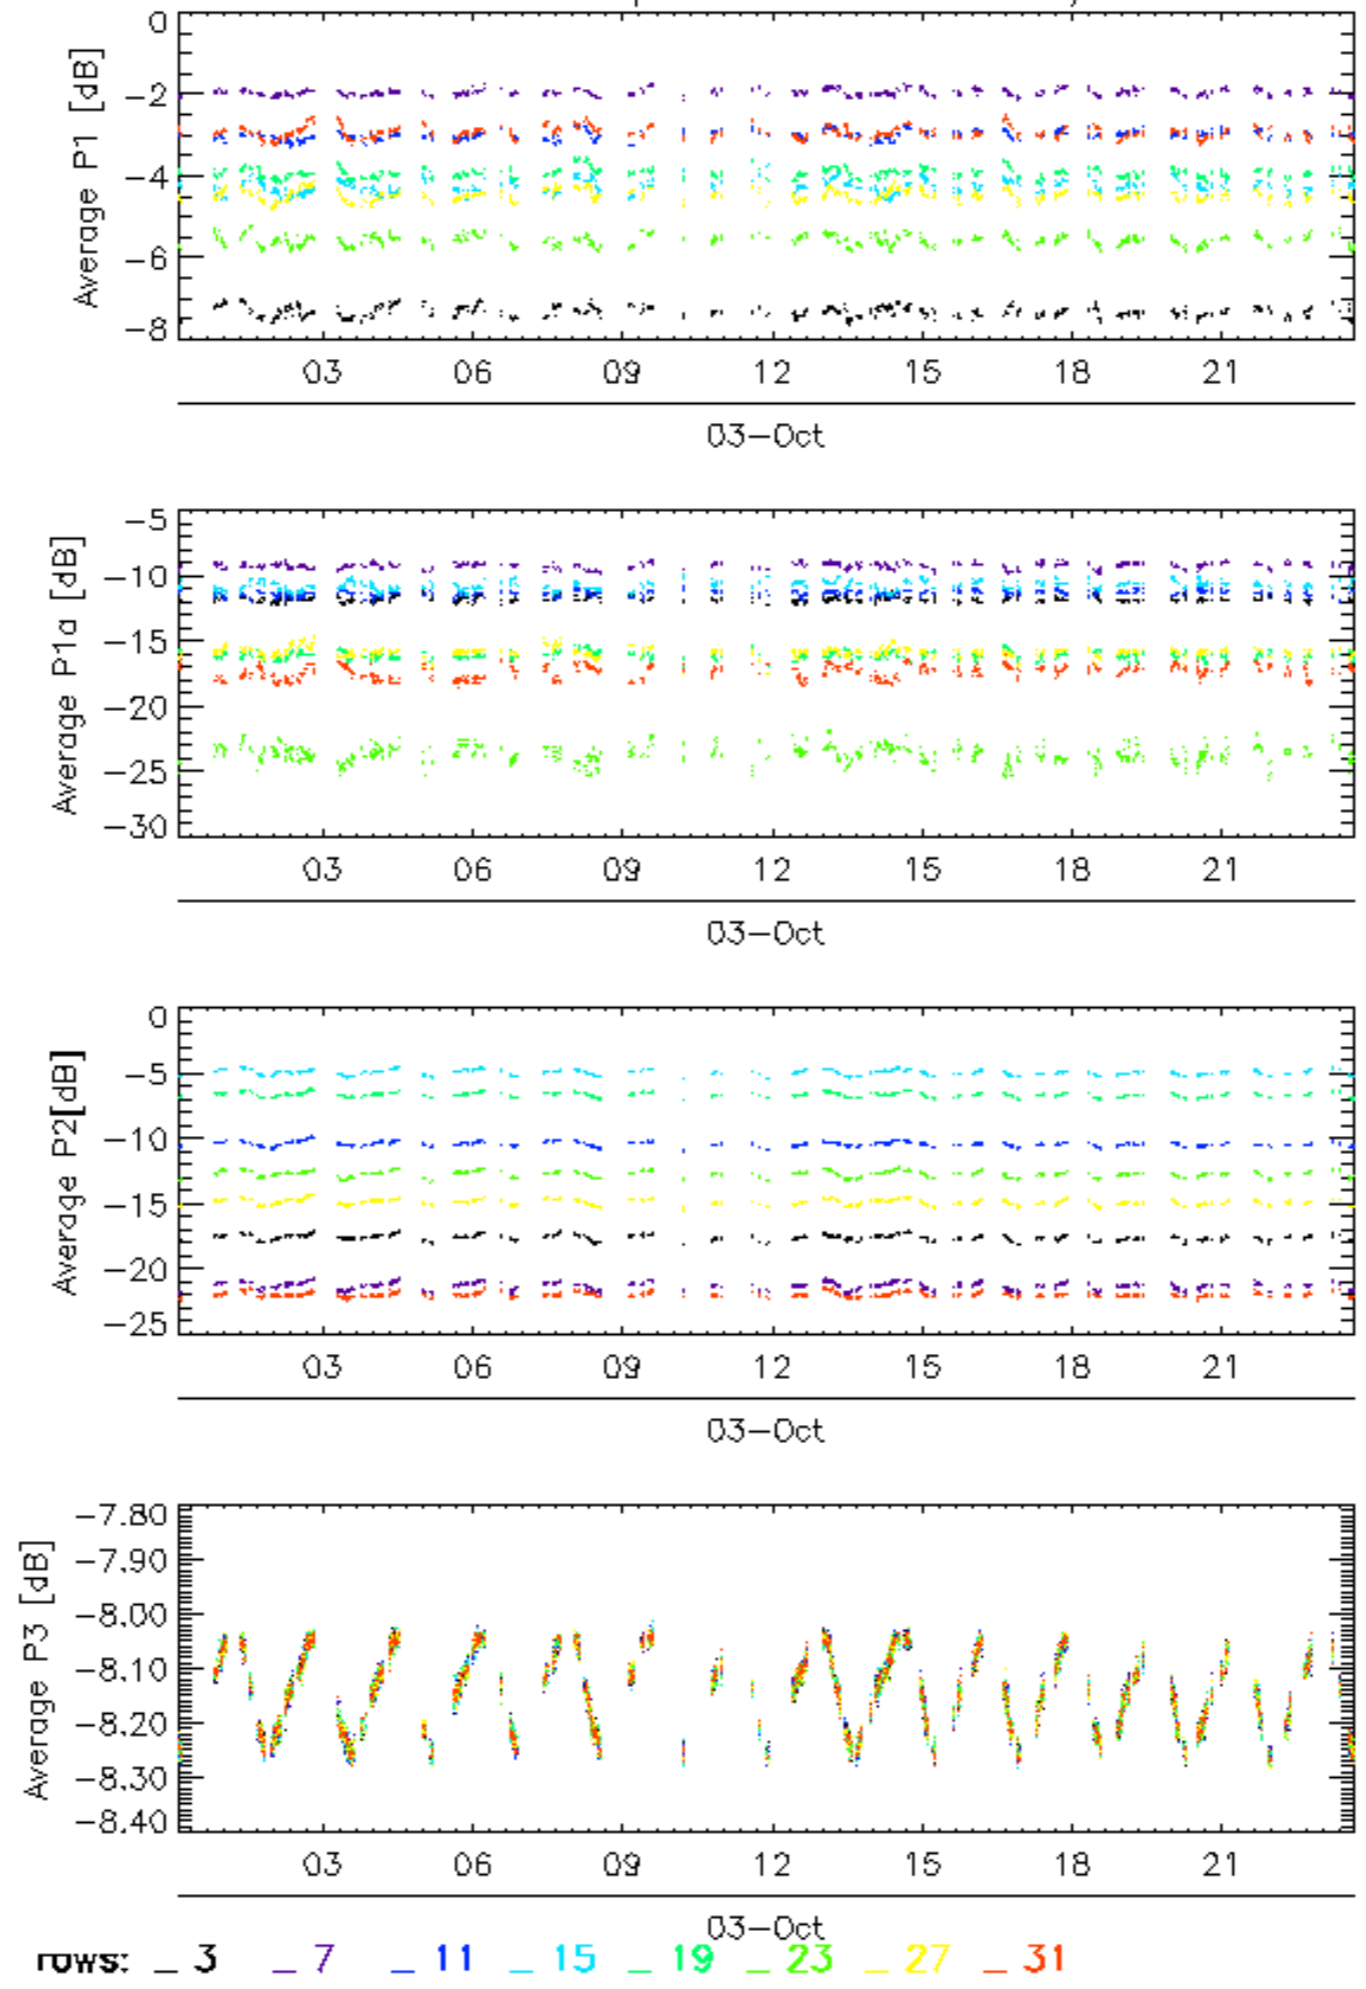 Average P1 [dB]
0
−2
−4
−6
−8
03 06 09 12 15 18 21
03−Oct
Average P1a [dB]
−5
−10
−15
−20
−25
−30
03 06 09 12 15 18 21
03−Oct
Average P2[dB]
0
−5
−10
−15
−20
−25
03 06 09 12 15 18 21
03−Oct
Average P3 [dB]
−7.80
−7.90
−8.00
−8.10
−8.20
−8.30
−8.40
03 06 09 12 15 18 21
03−Oct
rows: _ 3 _ 7 _ 11 _ 15 _ 19 _ 23 _ 27 _ 31